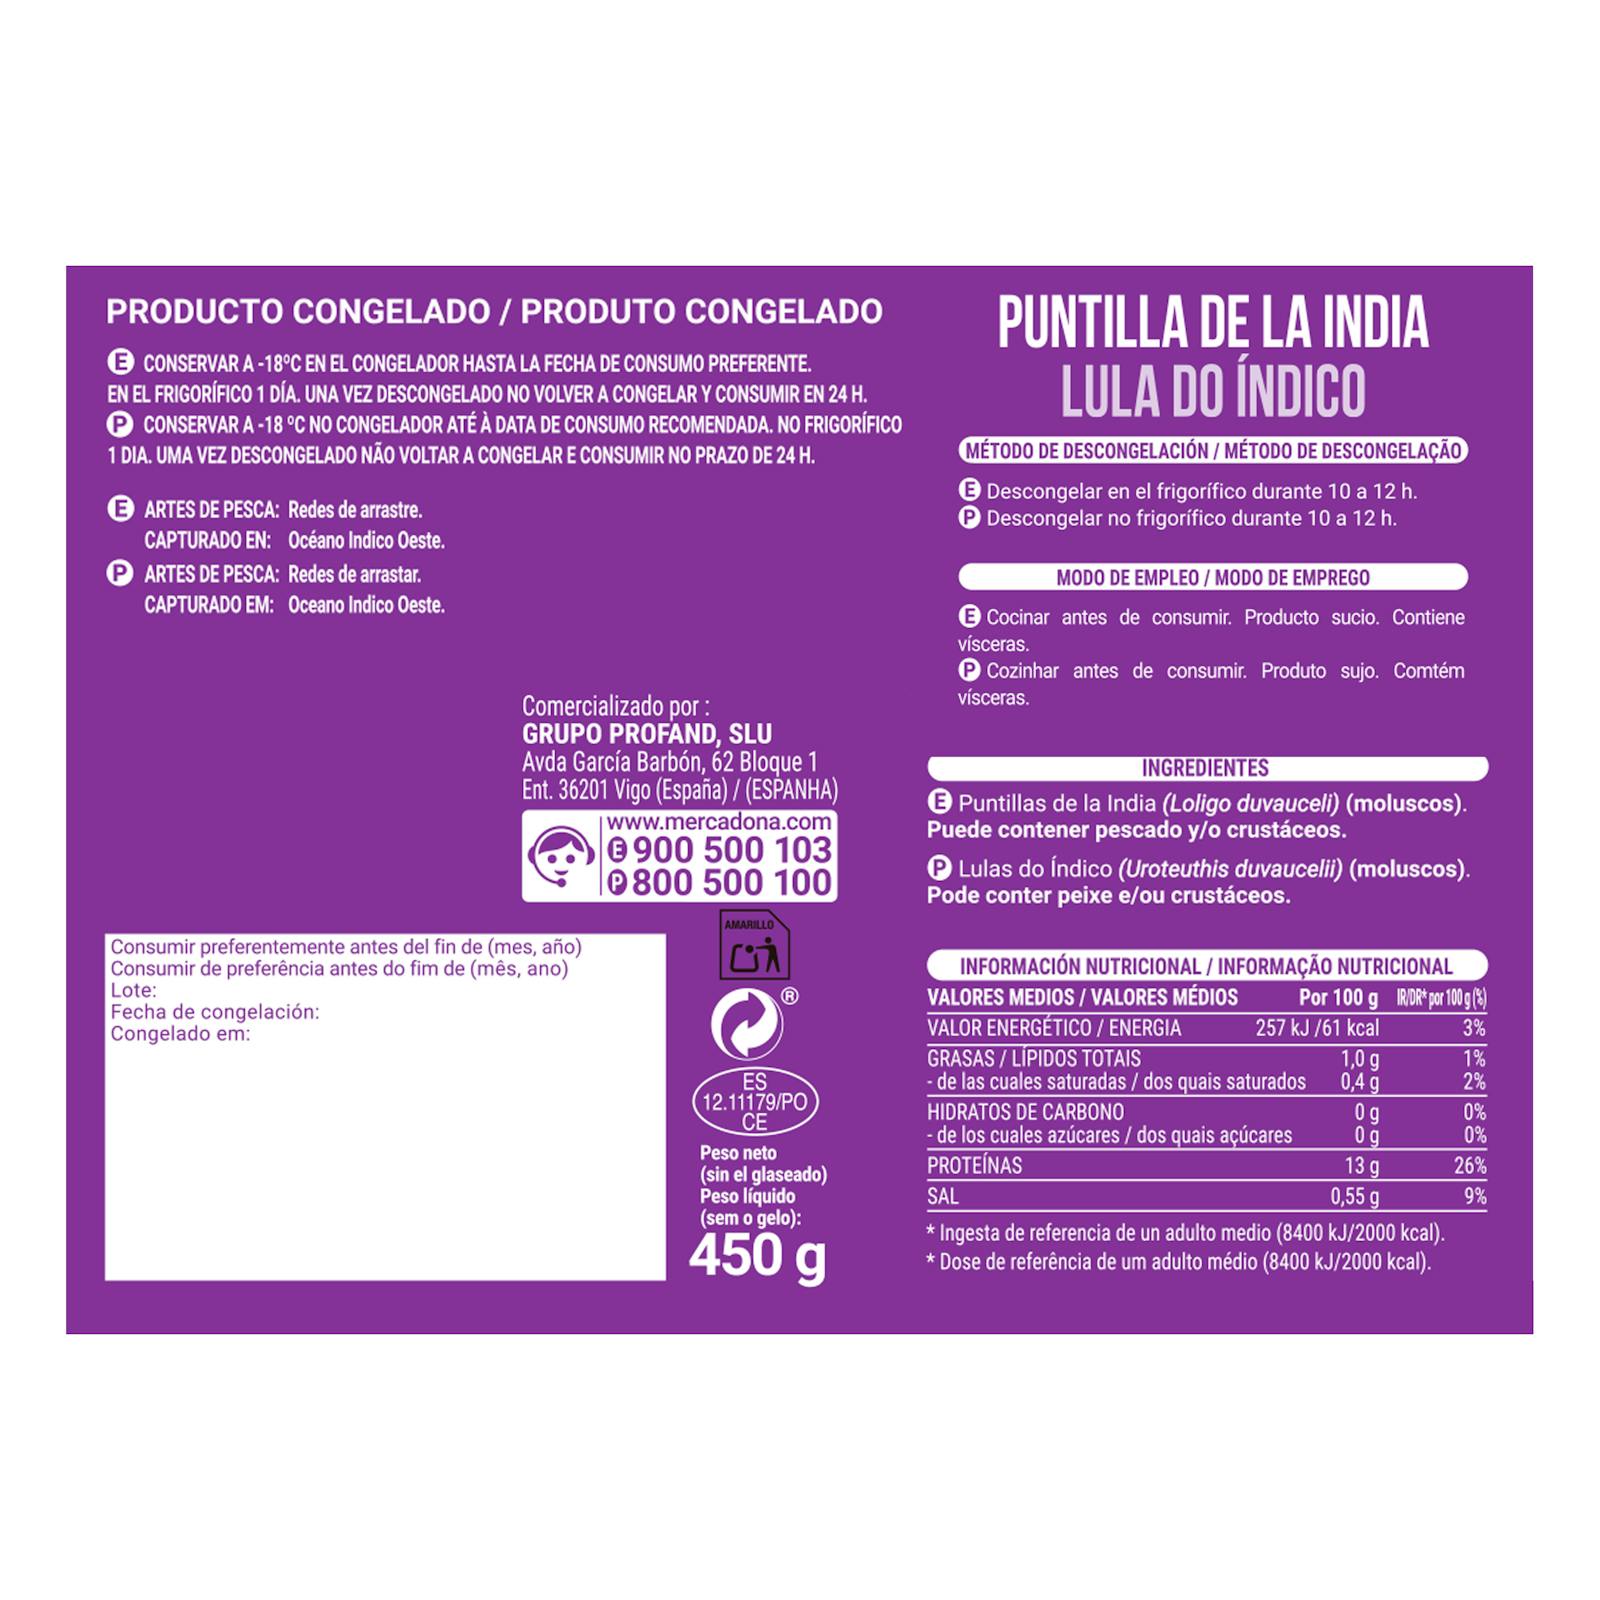 PRODUCTO CONGELADO / PRODUTO CONGELADO
E CONSERVAR A -18ºC EN EL CONGELADOR HASTA LA FECHA DE CONSUMO PREFERENTE.
EN EL FRIGORÍFICO 1 DÍA. UNA VEZ DESCONGELADO NO VOLVER A CONGELAR Y CONSUMIR EN 24 H.
P CONSERVAR A -18 ºC NO CONGELADOR ATÉ À DATA DE CONSUMO RECOMENDADA. NO FRIGORÍFICO
1 DIA. UMA VEZ DESCONGELADO NÃO VOLTAR A CONGELAR E CONSUMIR NO PRAZO DE 24 H.
E ARTES DE PESCA: Redes de arrastre.
CAPTURADO EN: Océano Indico Oeste.
P ARTES DE PESCA: Redes de arrastar.
CAPTURADO EM: Oceano Indico Oeste.
Comercializado por :
GRUPO PROFAND, SLU
Avda García Barbón, 62 Bloque 1
Ent. 36201 Vigo (España) / (ESPANHA)
www.mercadona.com
E 900 500 103
P 800 500 100
Consumir preferentemente antes del fin de (mes, año)
Consumir de preferência antes do fim de (mês, ano)
Lote:
Fecha de congelación:
Congelado em:
AMARILLO
®
ES
12.11179/PO
CE
Peso neto
(sin el glaseado)
Peso líquido
(sem o gelo):
450 g
PUNTILLA DE LA INDIA
LULA DO ÍNDICO
MÉTODO DE DESCONGELACIÓN / MÉTODO DE DESCONGELAÇÃO
E Descongelar en el frigorífico durante 10 a 12 h.
P Descongelar no frigorífico durante 10 a 12 h.
MODO DE EMPLEO / MODO DE EMPREGO
E Cocinar antes de consumir. Producto sucio. Contiene
vísceras.
P Cozinhar antes de consumir. Produto sujo. Comtém
vísceras.
INGREDIENTES
E Puntillas de la India (Loligo duvauceli) (moluscos).
Puede contener pescado y/o crustáceos.
P Lulas do Índico (Uroteuthis duvaucelii) (moluscos).
Pode conter peixe e/ou crustáceos.
INFORMACIÓN NUTRICIONAL / INFORMAÇÃO NUTRICIONAL
VALORES MEDIOS / VALORES MÉDIOS Por 100 g IR/DR* por 100 g (%)
VALOR ENERGÉTICO / ENERGIA 257 kJ /61 kcal 3%
GRASAS / LÍPIDOS TOTAIS 1,0 g 1%
- de las cuales saturadas / dos quais saturados 0,4 g 2%
HIDRATOS DE CARBONO 0 g 0%
- de los cuales azúcares / dos quais açúcares 0 g 0%
PROTEÍNAS 13 g 26%
SAL 0,55 g 9%
* Ingesta de referencia de un adulto medio (8400 kJ/2000 kcal).
* Dose de referência de um adulto médio (8400 kJ/2000 kcal).